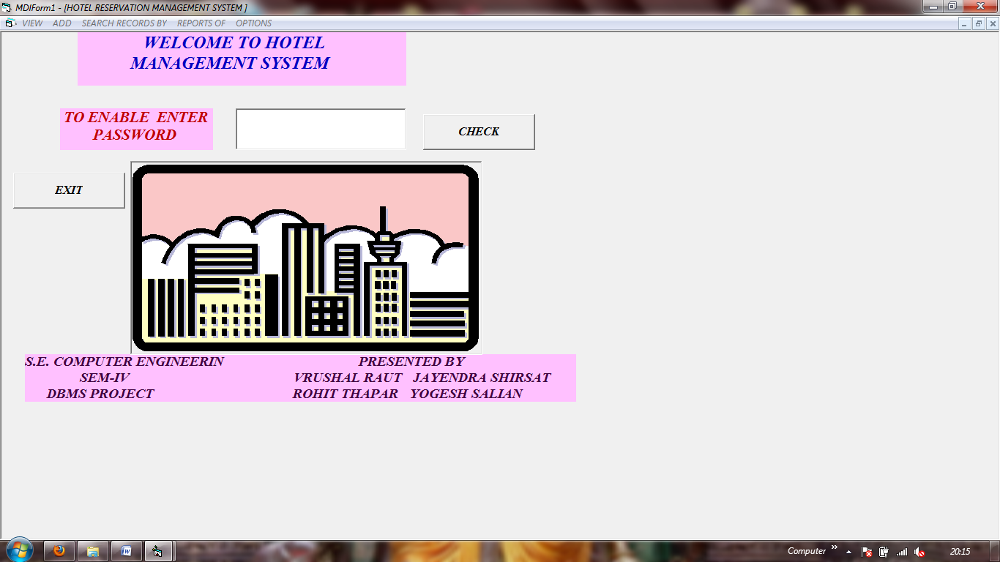 MDIForm1 - [HOTEL RESERVATION MANAGEMENT SYSTEM ]
VIEW ADD SEARCH RECORDS BY REPORTS OF OPTIONS
WELCOME TO HOTEL
MANAGEMENT SYSTEM
TO ENABLE ENTER
PASSWORD
CHECK
EXIT
S.E. COMPUTER ENGINEERIN PRESENTED BY
SEM-IV VRUSHAL RAUT JAYENDRA SHIRSAT
DBMS PROJECT ROHIT THAPAR YOGESH SALIAN
Computer » 20:15